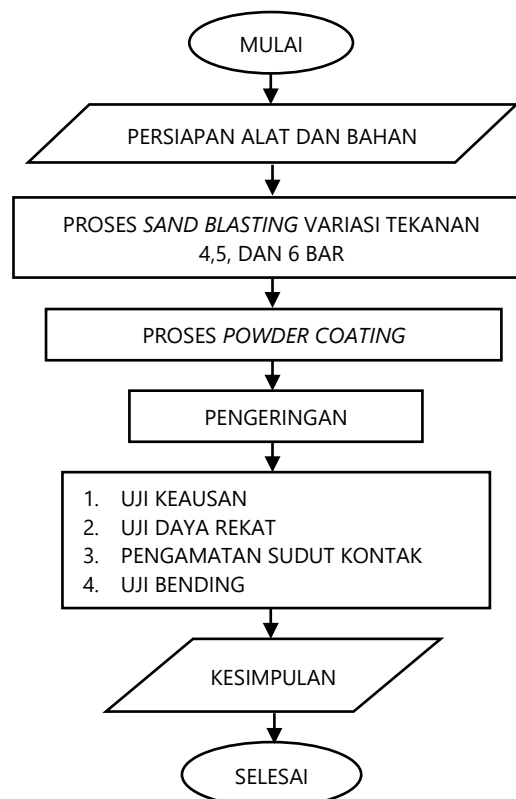 MULAI
PERSIAPAN ALAT DAN BAHAN
PROSES SAND BLASTING VARIASI TEKANAN
4,5, DAN 6 BAR
PROSES POWDER COATING
PENGERINGAN
1. UJI KEAUSAN
2. UJI DAYA REKAT
3. PENGAMATAN SUDUT KONTAK
4. UJI BENDING
KESIMPULAN
SELESAI